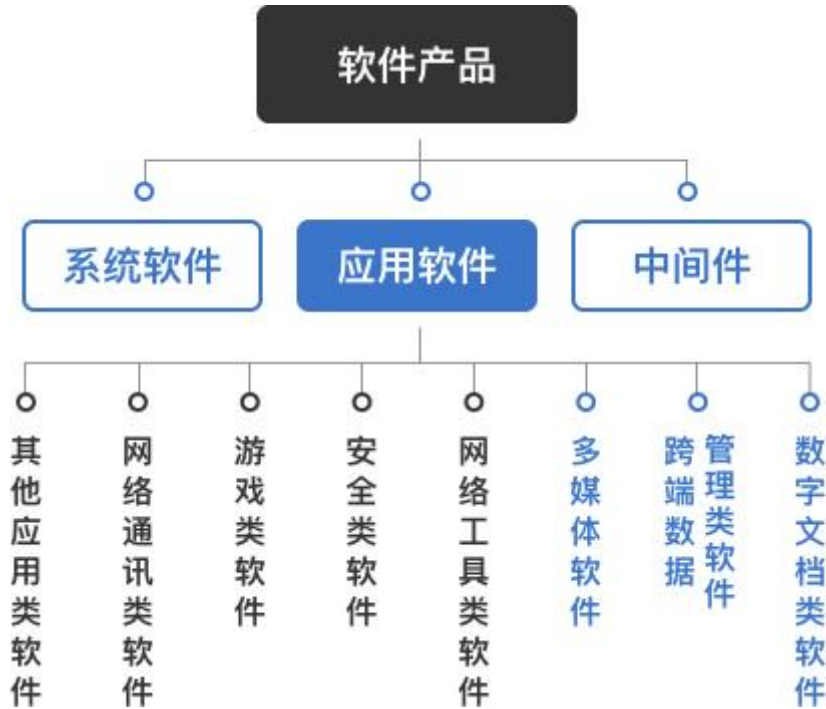 软件产品
系统软件
应用软件
中间件
其他应用类软件
网络通讯类软件
游戏类软件
安全类软件
网络工具类软件
多媒体软件
跨端数据
管理类软件
数字文档类软件